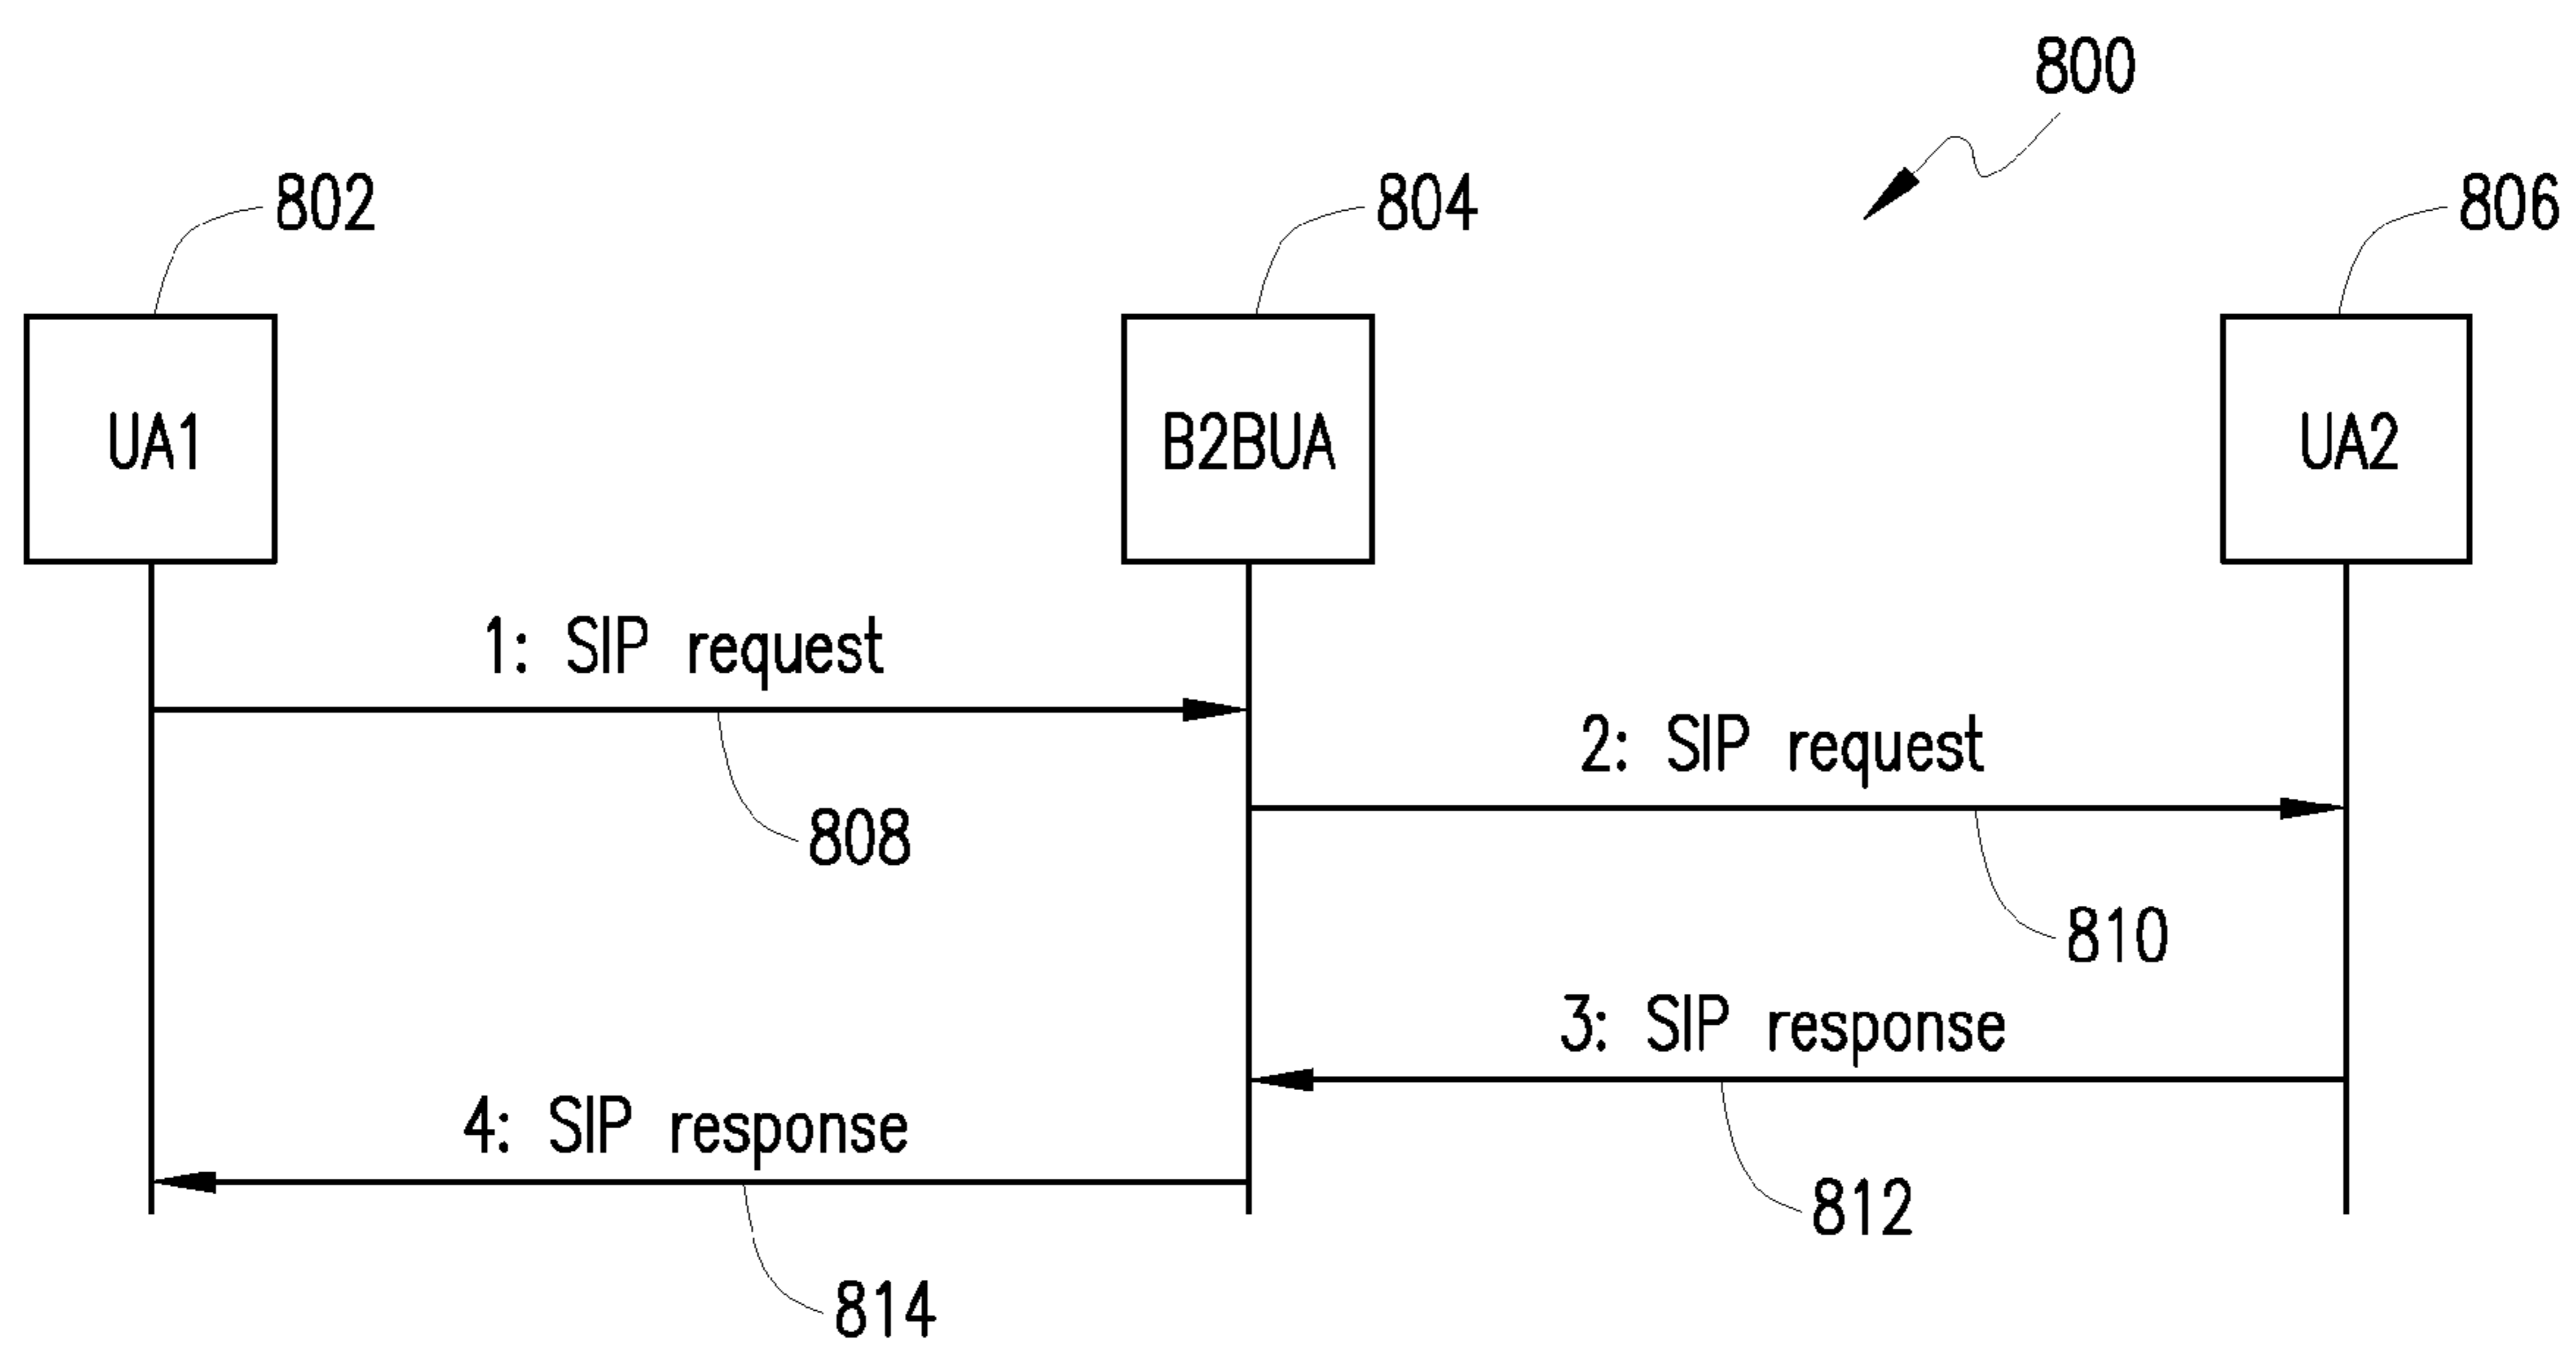 800
802
804
806
UA1
B2BUA
UA2
1: SIP request
2: SIP request
808
810
3: SIP response
4: SIP response
812
814